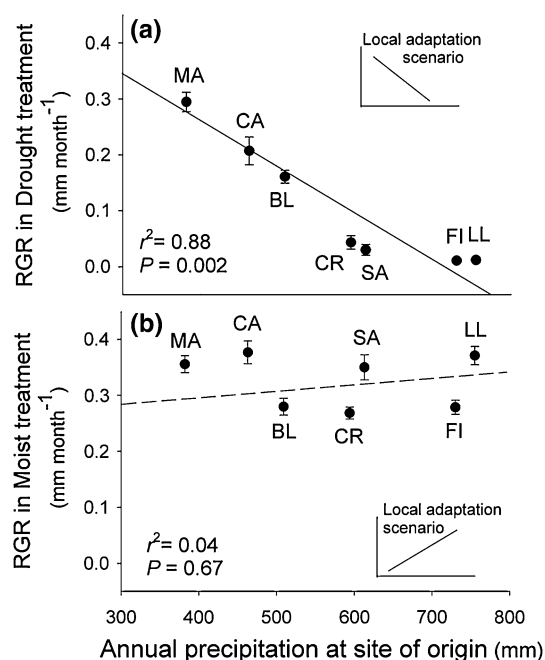 (a)
RGR in Drought treatment
(mm month⁻¹)
0.4
0.3
0.2
0.1
0.0
MA
CA
BL
CR
SA
FI LL
Local adaptation
scenario
r²= 0.88
P = 0.002
(b)
RGR in Moist treatment
(mm month⁻¹)
0.4
0.3
0.2
0.1
0.0
MA
CA
BL
CR
SA
FI
LL
Local adaptation
scenario
r²= 0.04
P = 0.67
300 400 500 600 700 800
Annual precipitation at site of origin (mm)